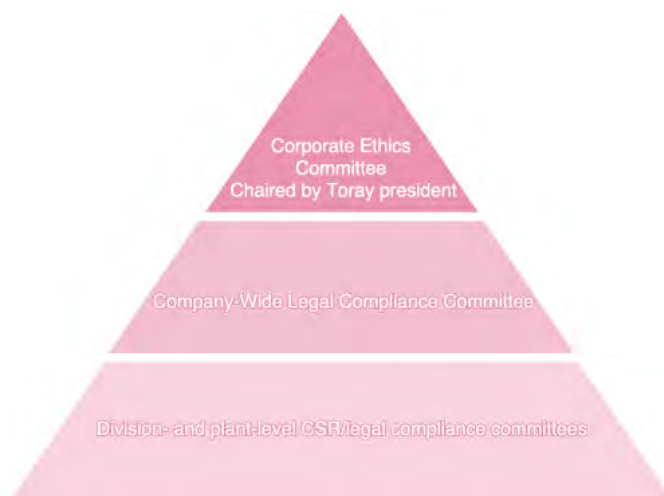 Corporate Ethics
Committee
Chaired by Toray president
Company-Wide Legal Compliance Committee
Division- and plant-level CSR/legal compliance committees